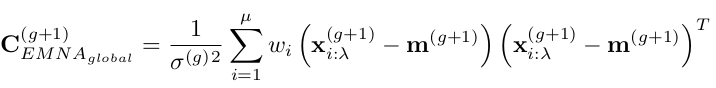 $$\mathbf{C}_{EMNA_{global}}^{(g+1)} = \frac{1}{\sigma^{(g)2}} \sum_{i=1}^{\mu} w_i \left( \mathbf{x}_{i:\lambda}^{(g+1)} - \mathbf{m}^{(g+1)} \right) \left( \mathbf{x}_{i:\lambda}^{(g+1)} - \mathbf{m}^{(g+1)} \right)^T$$